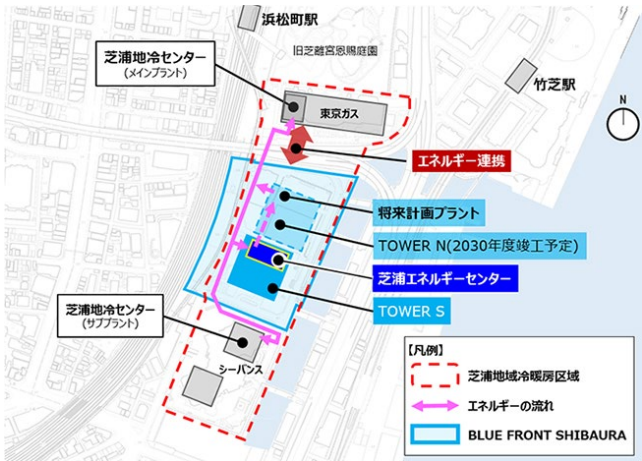 浜松町駅
旧芝離宮恩賜庭園
芝浦地冷センター
(メインプラント)
竹芝駅
東京ガス
N
エネルギー連携
将来計画プラント
TOWER N(2030年度竣工予定)
芝浦エネルギーセンター
TOWER S
芝浦地冷センター
(サブプラント)
シーバンス
【凡例】
芝浦地域冷暖房区域
エネルギーの流れ
BLUE FRONT SHIBAURA